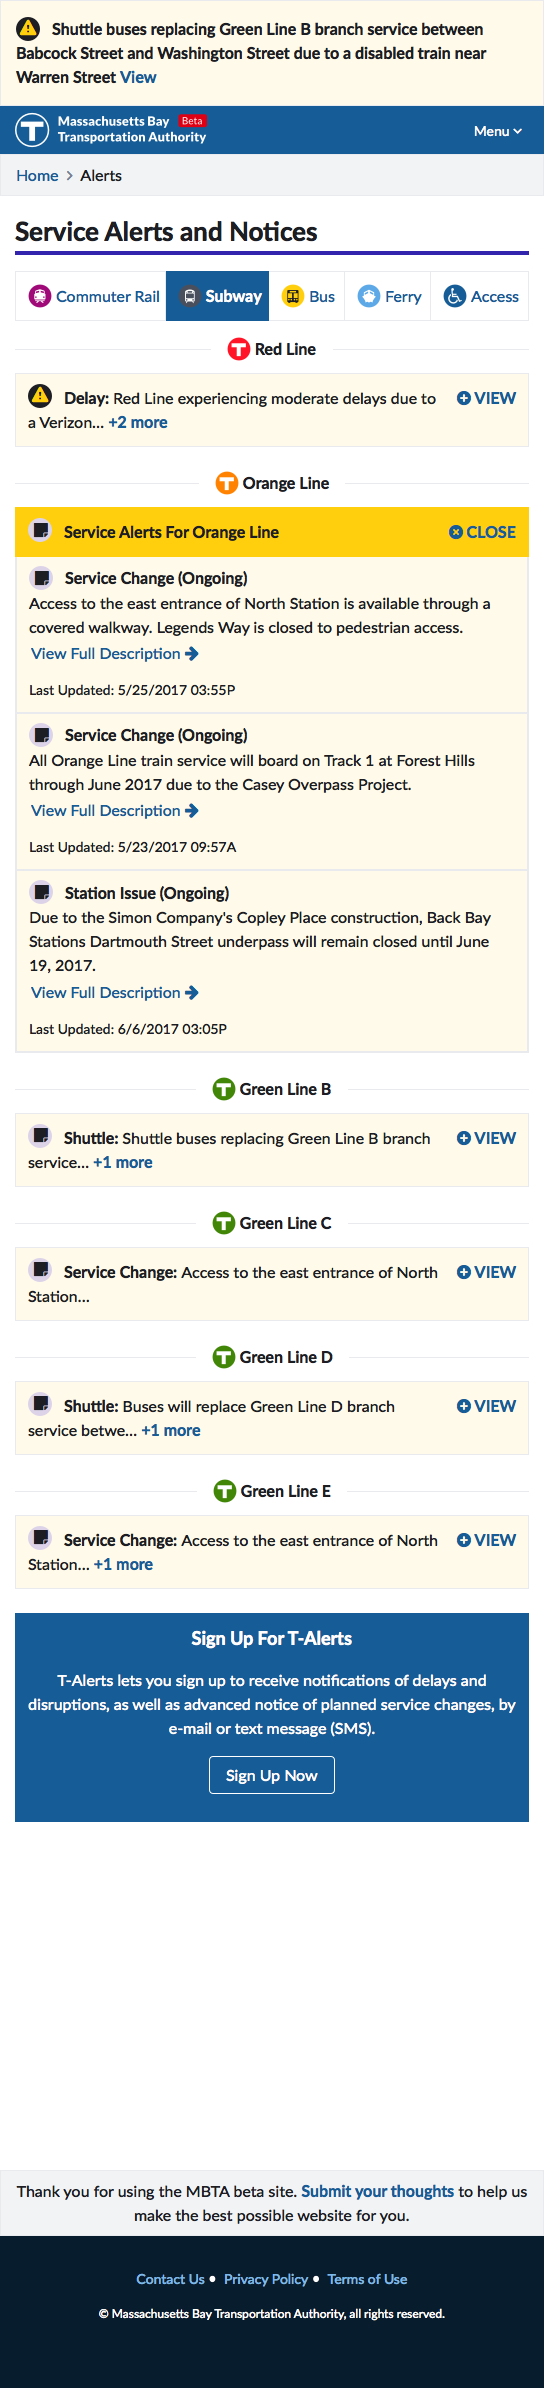 Shuttle buses replacing Green Line B branch service between
Babcock Street and Washington Street due to a disabled train near
Warren Street View
Massachusetts Bay Beta
Transportation Authority
Menu
Home > Alerts
Service Alerts and Notices
Commuter Rail Subway Bus Ferry Access
T Red Line
Delay: Red Line experiencing moderate delays due to VIEW
a Verizon... +2 more
T Orange Line
Service Alerts For Orange Line CLOSE
Service Change (Ongoing)
Access to the east entrance of North Station is available through a
covered walkway. Legends Way is closed to pedestrian access.
View Full Description
Last Updated: 5/25/2017 03:55P
Service Change (Ongoing)
All Orange Line train service will board on Track 1 at Forest Hills
through June 2017 due to the Casey Overpass Project.
View Full Description
Last Updated: 5/23/2017 09:57A
Station Issue (Ongoing)
Due to the Simon Company's Copley Place construction, Back Bay
Stations Dartmouth Street underpass will remain closed until June
19, 2017.
View Full Description
Last Updated: 6/6/2017 03:05P
T Green Line B
Shuttle: Shuttle buses replacing Green Line B branch VIEW
service... +1 more
T Green Line C
Service Change: Access to the east entrance of North VIEW
Station...
T Green Line D
Shuttle: Buses will replace Green Line D branch VIEW
service betwe... +1 more
T Green Line E
Service Change: Access to the east entrance of North VIEW
Station... +1 more
Sign Up For T-Alerts
T-Alerts lets you sign up to receive notifications of delays and
disruptions, as well as advanced notice of planned service changes, by
e-mail or text message (SMS).
Sign Up Now
Thank you for using the MBTA beta site. Submit your thoughts to help us
make the best possible website for you.
Contact Us • Privacy Policy • Terms of Use
© Massachusetts Bay Transportation Authority, all rights reserved.